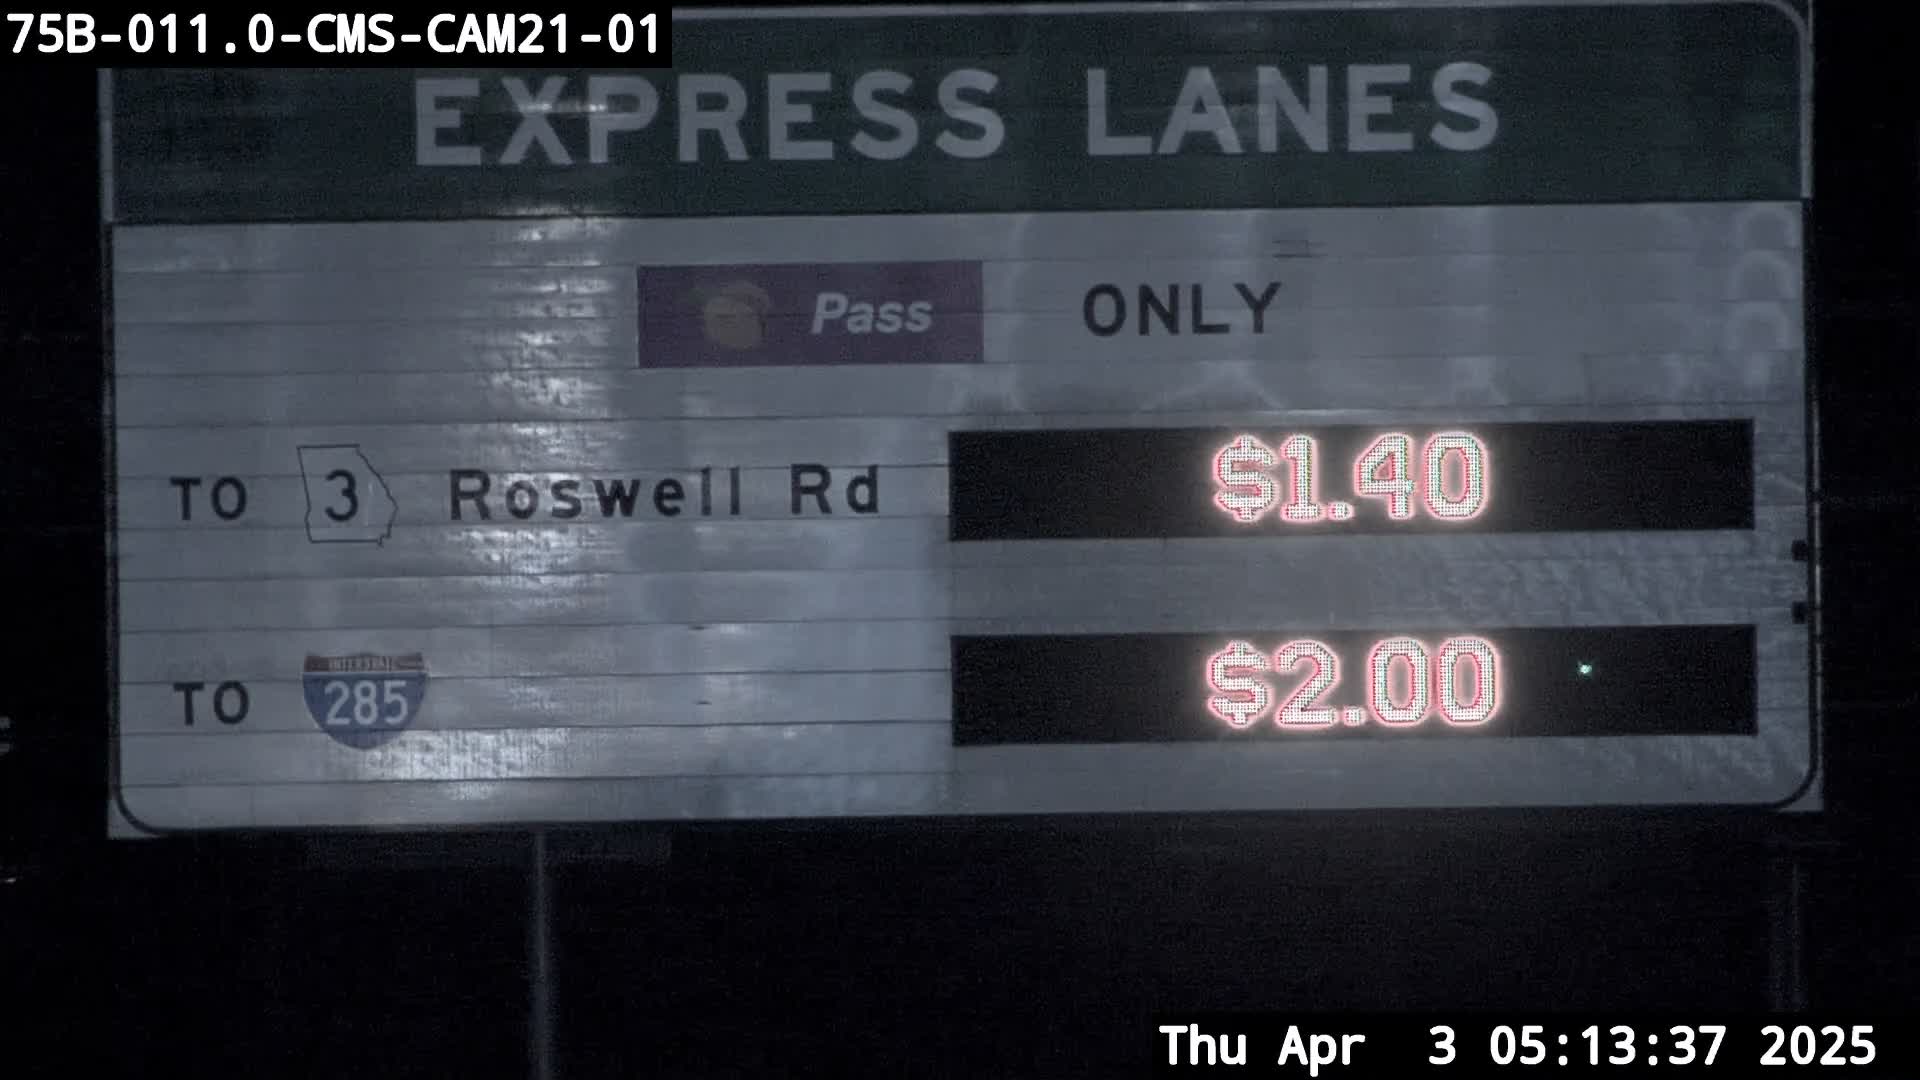 75B-011.0-CMS-CAM21-01
EXPRESS LANES
Pass ONLY
TO 3 Roswell Rd $1.40
INTERSTATE
TO 285 $2.00
Thu Apr 3 05:13:37 2025